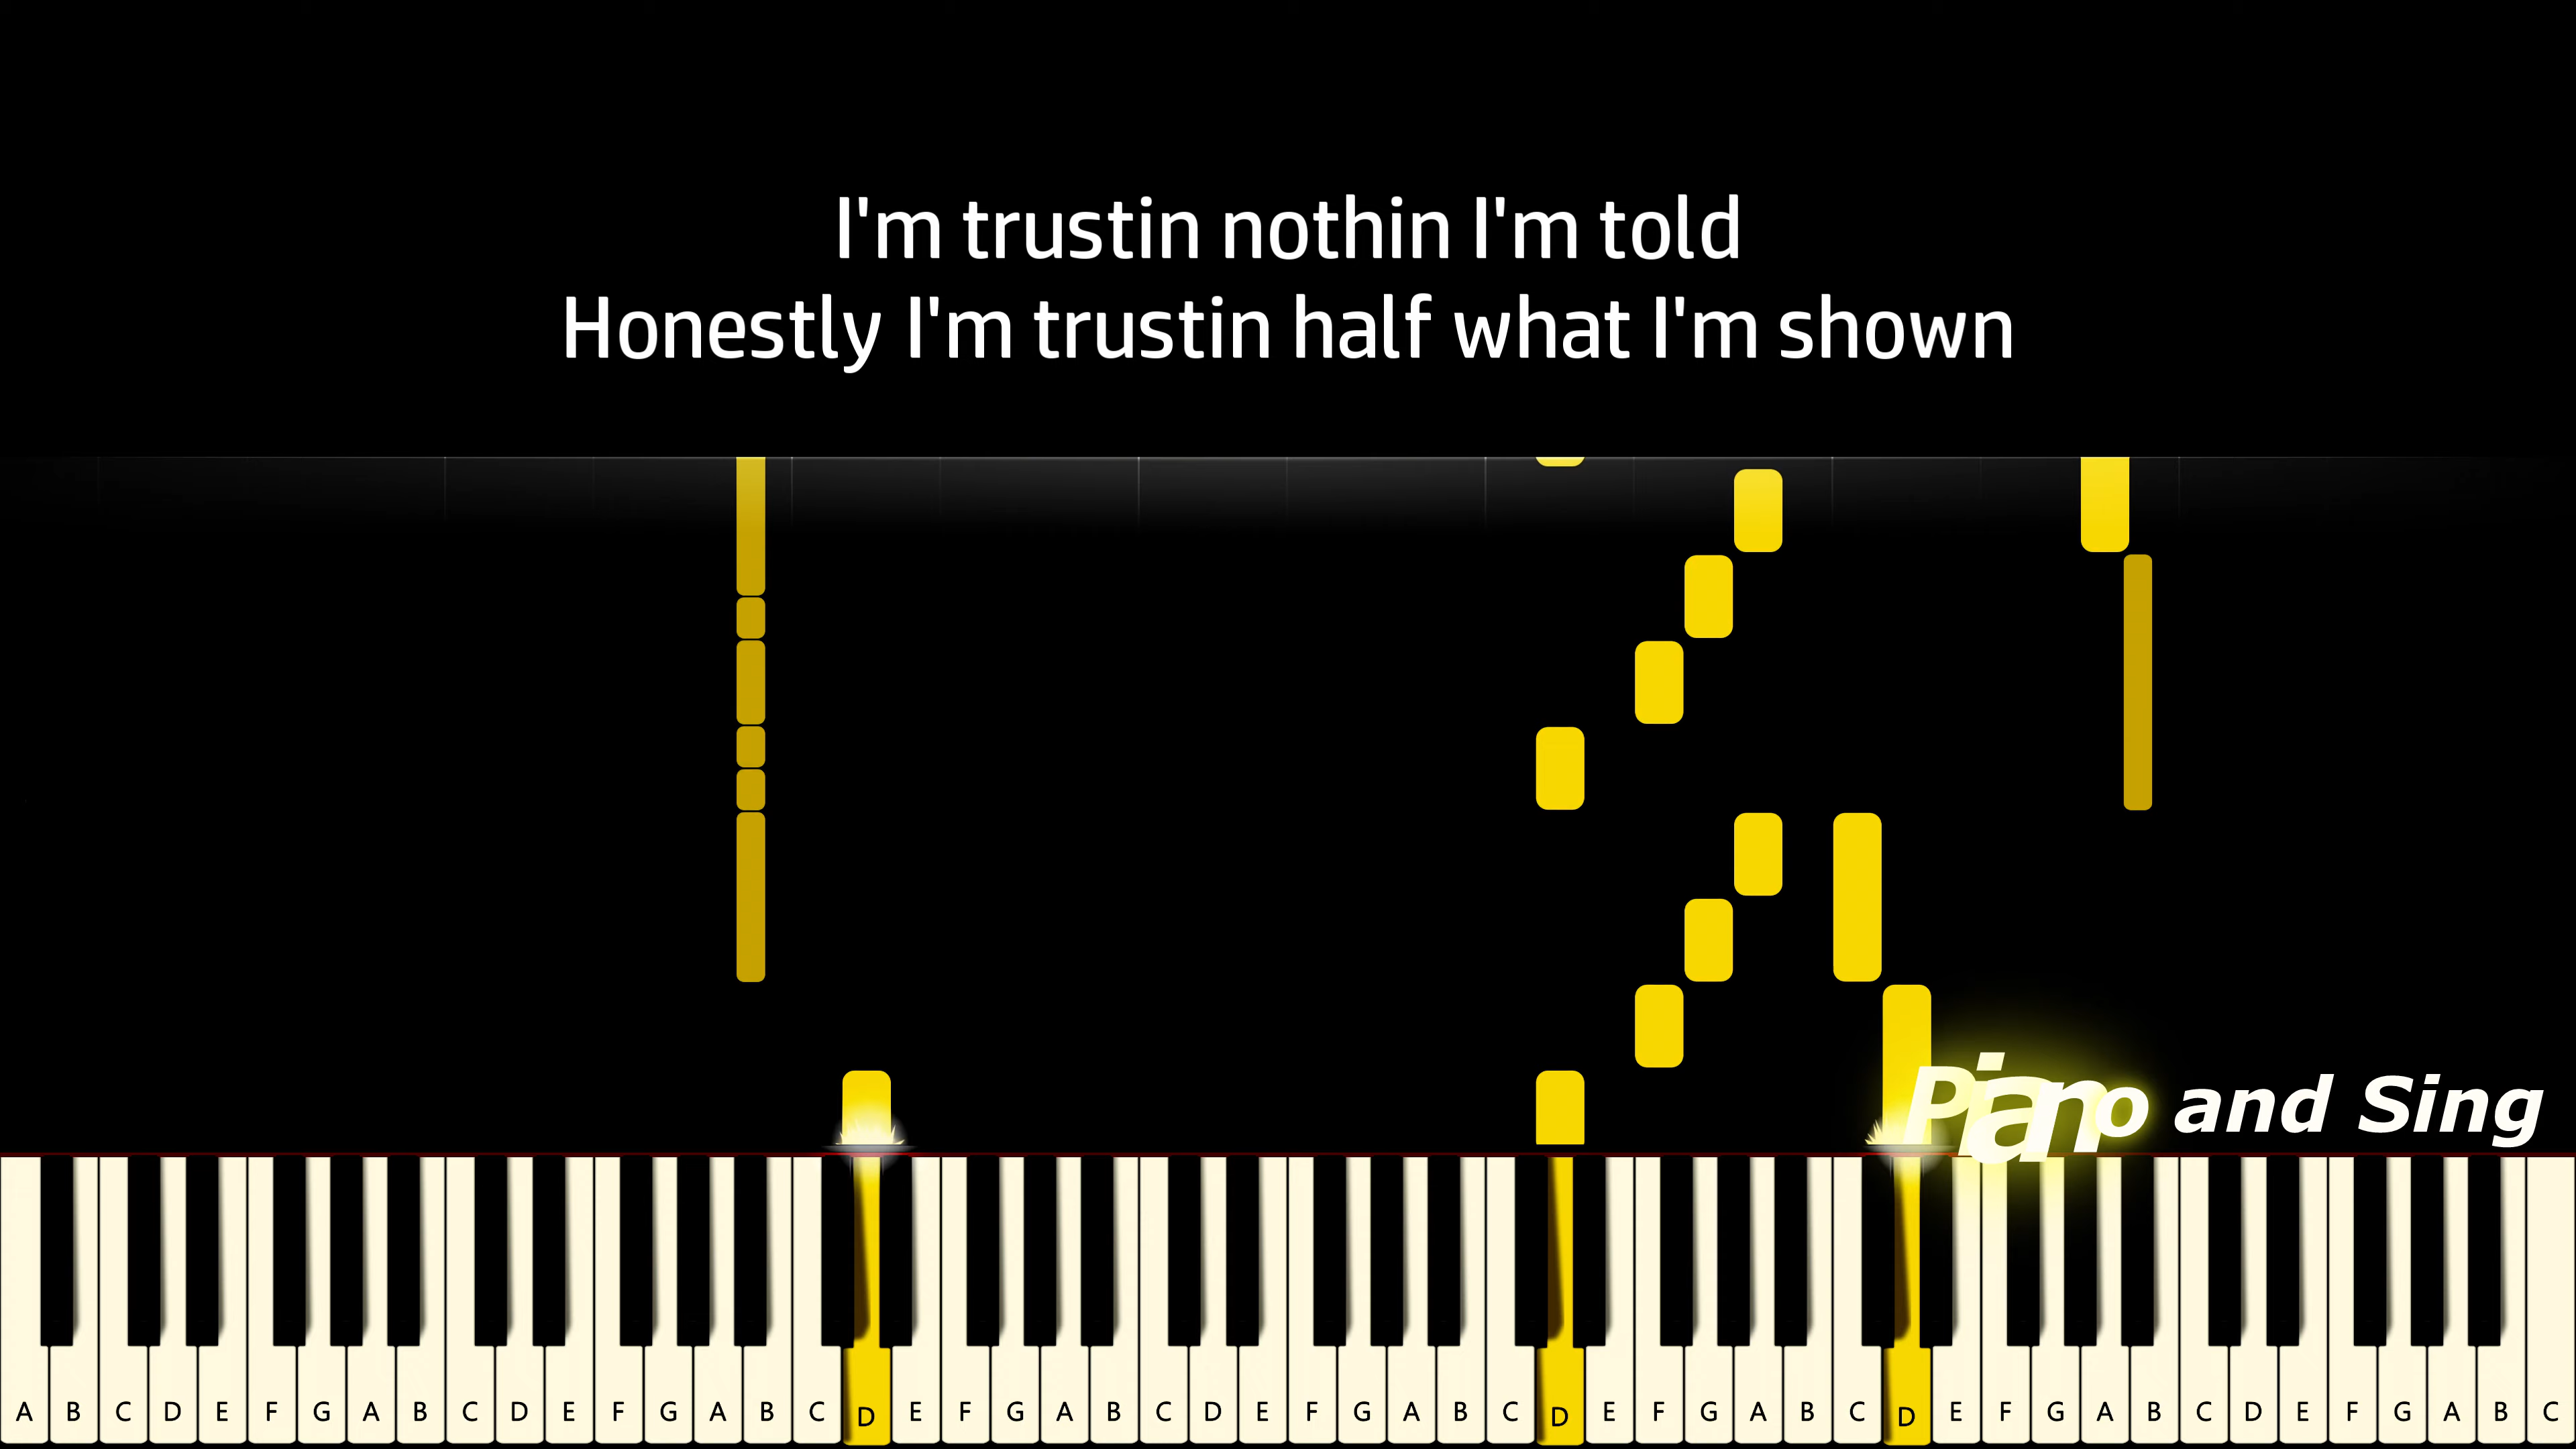 I'm trustin nothin I'm told
Honestly I'm trustin half what I'm shown
Piano and Sing
A B C D E F G A B C D E F G A B C D E F G A B C D E F G A B C D E F G A B C D E F G A B C D E F G A B C